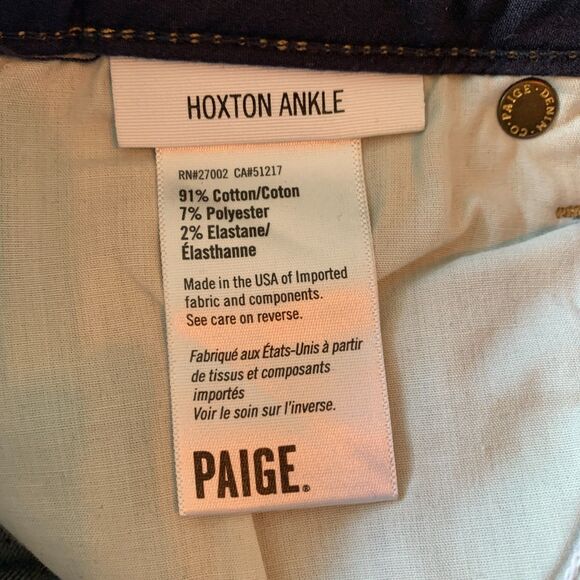 HOXTON ANKLE
PAIGE · DENIM · CO
RN#27002 CA#51217
91% Cotton/Coton
7% Polyester
2% Elastane/
Élasthanne
Made in the USA of Imported
fabric and components.
See care on reverse.
Fabriqué aux États-Unis à partir
de tissus et composants
importés
Voir le soin sur l'inverse.
PAIGE®